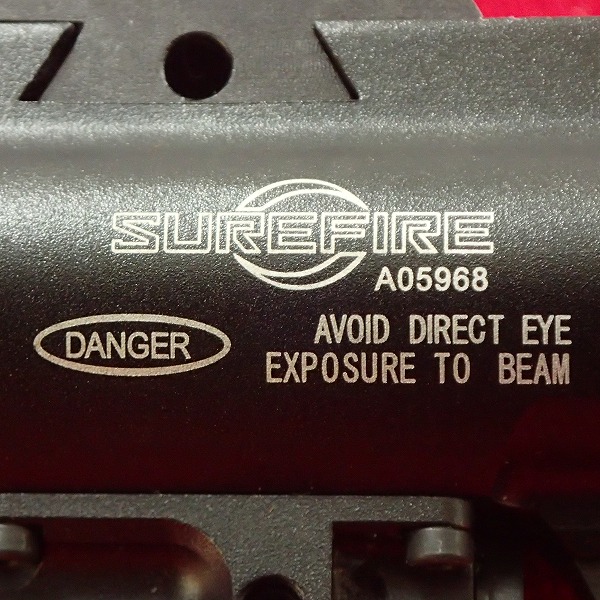 SUREFIRE
A05968
DANGER
AVOID DIRECT EYE
EXPOSURE TO BEAM